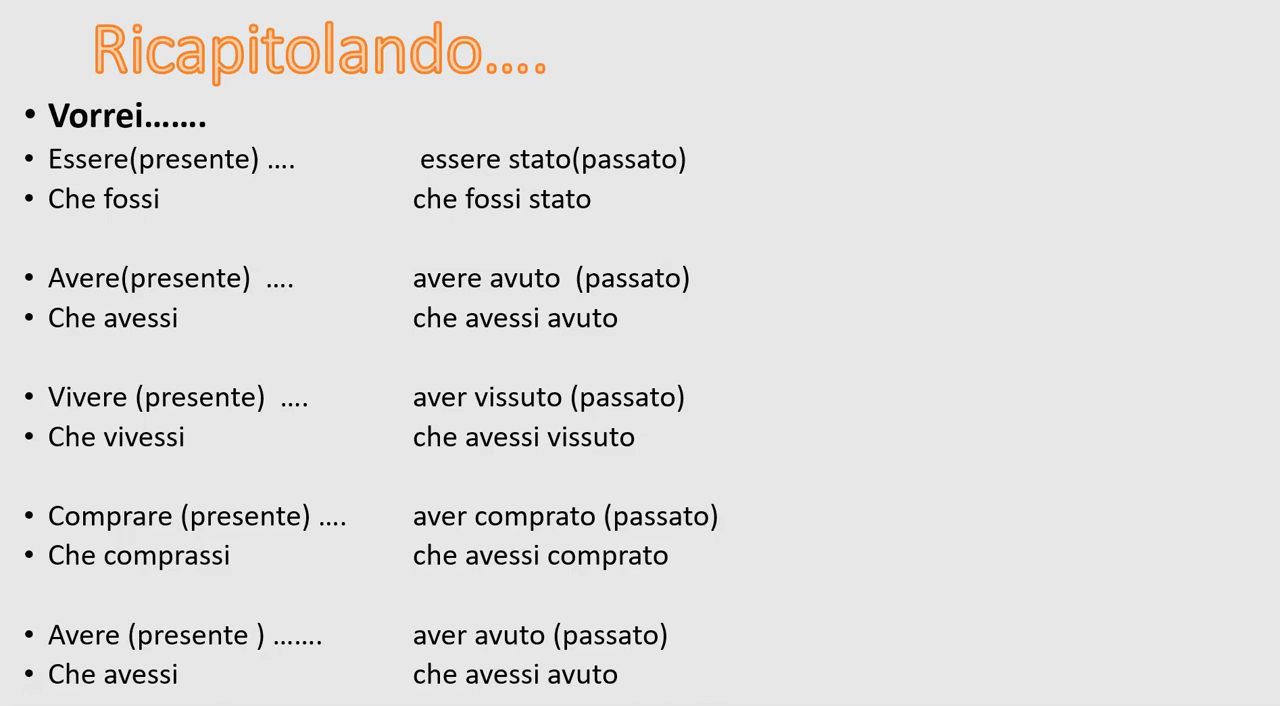 Ricapitolando....
• Vorrei.......
• Essere(presente) .... essere stato(passato)
• Che fossi che fossi stato
• Avere(presente) .... avere avuto (passato)
• Che avessi che avessi avuto
• Vivere (presente) .... aver vissuto (passato)
• Che vivessi che avessi vissuto
• Comprare (presente) .... aver comprato (passato)
• Che comprassi che avessi comprato
• Avere (presente ) ....... aver avuto (passato)
• Che avessi che avessi avuto